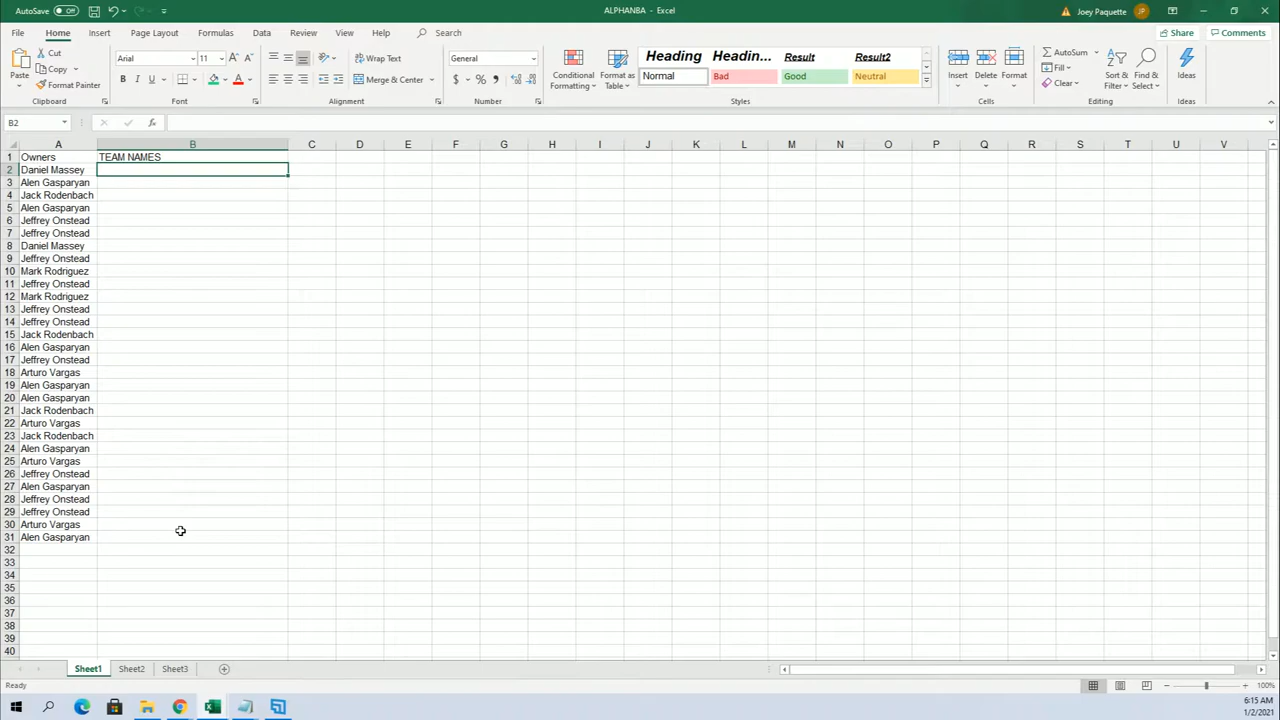 AutoSave Off
ALPHANBA - Excel
Joey Paquette JP
File Home Insert Page Layout Formulas Data Review View Help Search Share Comments
Paste Cut Copy Format Painter
Clipboard
Arial 11
B I U
Font
Wrap Text
Merge & Center
Alignment
General
$ % ,
Number
Conditional Formatting
Format as Table
Heading Headin... Result Result2
Normal Bad Good Neutral
Styles
Insert Delete Format
Cells
AutoSum
Fill
Clear
Sort & Filter
Find & Select
Editing
Ideas
Ideas
B2 fx
A B C D E F G H I J K L M N O P Q R S T U V
1 Owners TEAM NAMES
2 Daniel Massey
3 Alen Gasparyan
4 Jack Rodenbach
5 Alen Gasparyan
6 Jeffrey Onstead
7 Jeffrey Onstead
8 Daniel Massey
9 Jeffrey Onstead
10 Mark Rodriguez
11 Jeffrey Onstead
12 Mark Rodriguez
13 Jeffrey Onstead
14 Jeffrey Onstead
15 Jack Rodenbach
16 Alen Gasparyan
17 Jeffrey Onstead
18 Arturo Vargas
19 Alen Gasparyan
20 Alen Gasparyan
21 Jack Rodenbach
22 Arturo Vargas
23 Jack Rodenbach
24 Alen Gasparyan
25 Arturo Vargas
26 Jeffrey Onstead
27 Alen Gasparyan
28 Jeffrey Onstead
29 Jeffrey Onstead
30 Arturo Vargas
31 Alen Gasparyan
32
33
34
35
36
37
38
39
40
Sheet1 Sheet2 Sheet3
Ready 100%
6:15 AM
1/2/2021